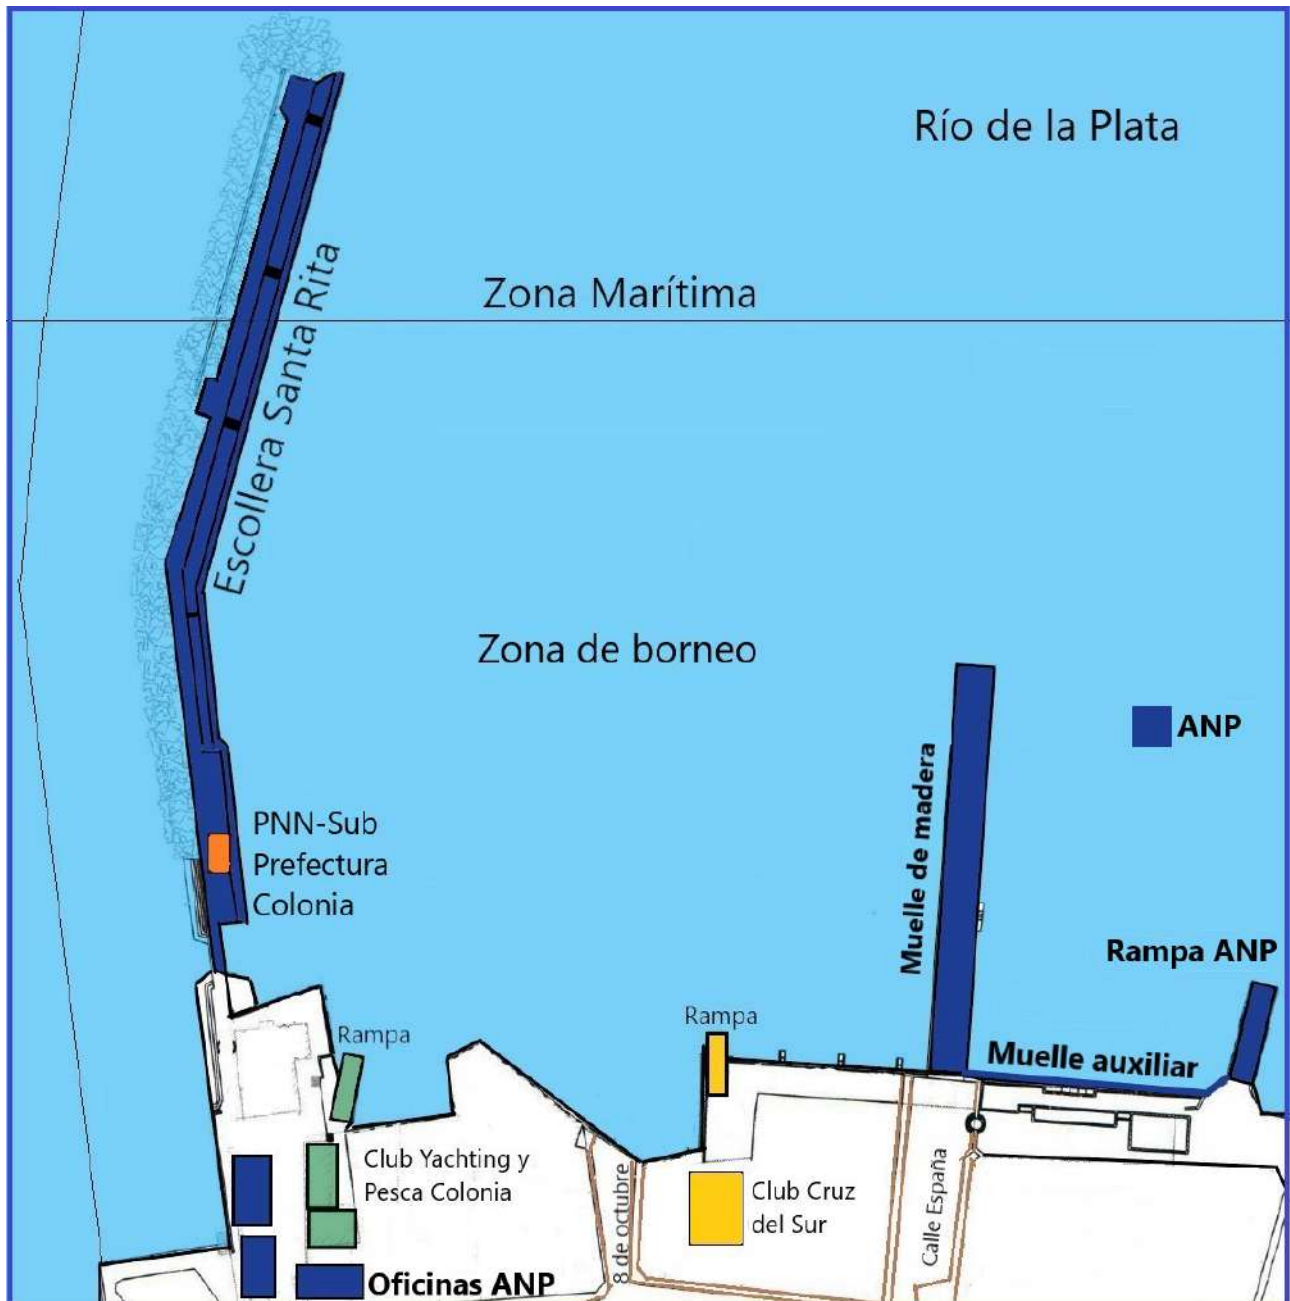 Río de la Plata
Zona Marítima
Escollera Santa Rita
Zona de borneo
ANP
Muelle de madera
PNN-Sub
Prefectura
Colonia
Rampa ANP
Rampa
Rampa
Muelle auxiliar
Club Yachting y
Pesca Colonia
8 de octubre
Club Cruz
del Sur
Calle España
Oficinas ANP